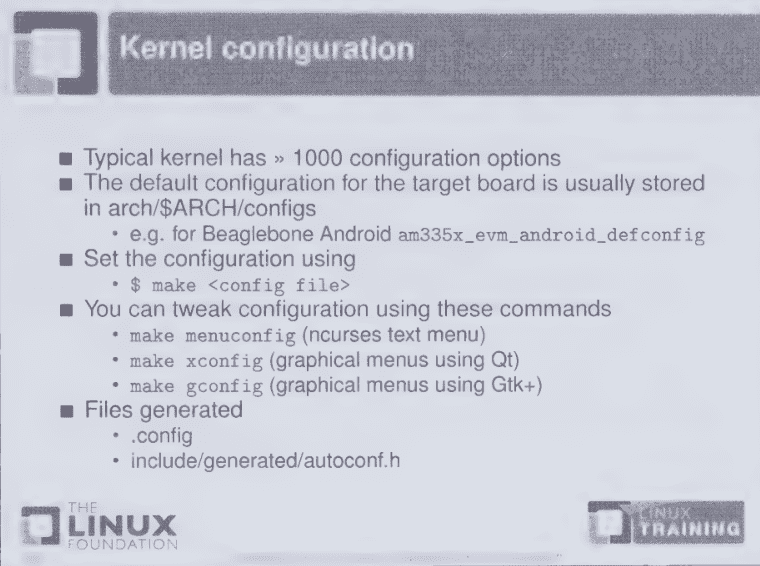 Kernel configuration
■ Typical kernel has » 1000 configuration options
■ The default configuration for the target board is usually stored
in arch/$ARCH/configs
• e.g. for Beaglebone Android am335x_evm_android_defconfig
■ Set the configuration using
• $ make <config file>
■ You can tweak configuration using these commands
• make menuconfig (ncurses text menu)
• make xconfig (graphical menus using Qt)
• make gconfig (graphical menus using Gtk+)
■ Files generated
• .config
• include/generated/autoconf.h
THE
LINUX
FOUNDATION
LINUX
TRAINING